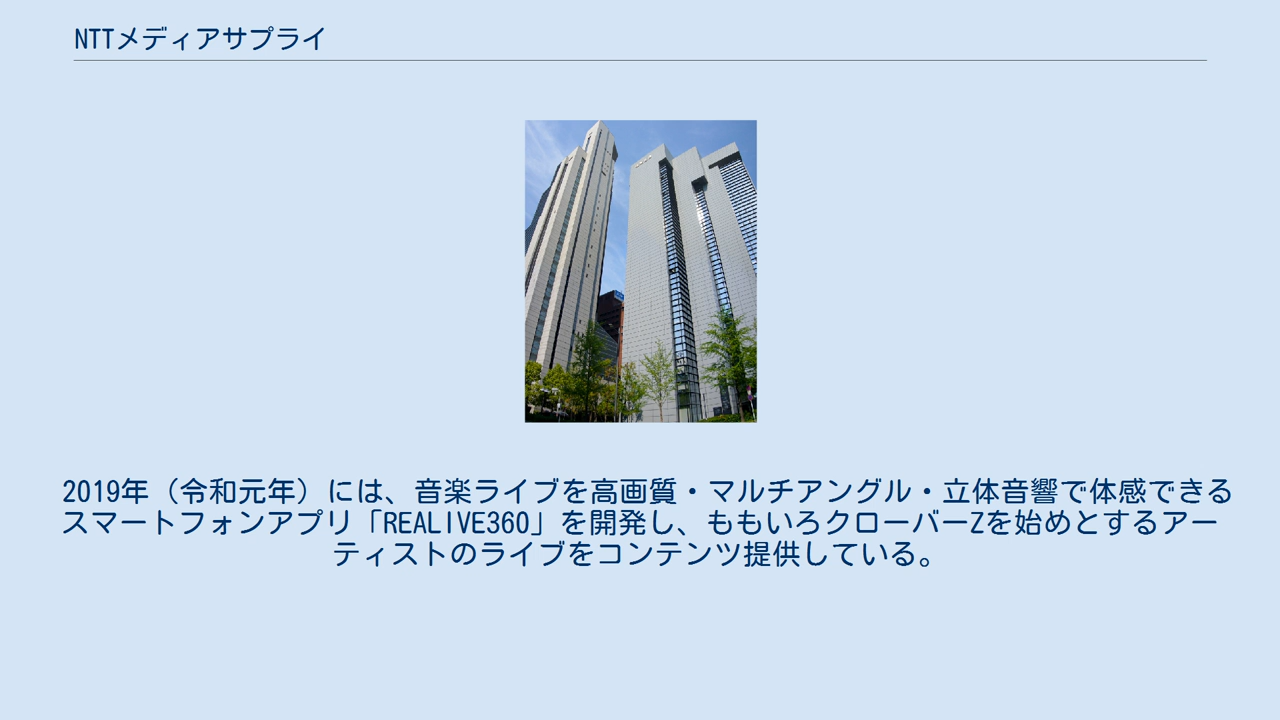 NTTメディアサプライ
2019年（令和元年）には、音楽ライブを高画質・マルチアングル・立体音響で体感できる
スマートフォンアプリ「REALIVE360」を開発し、ももいろクローバーZを始めとするアー
ティストのライブをコンテンツ提供している。